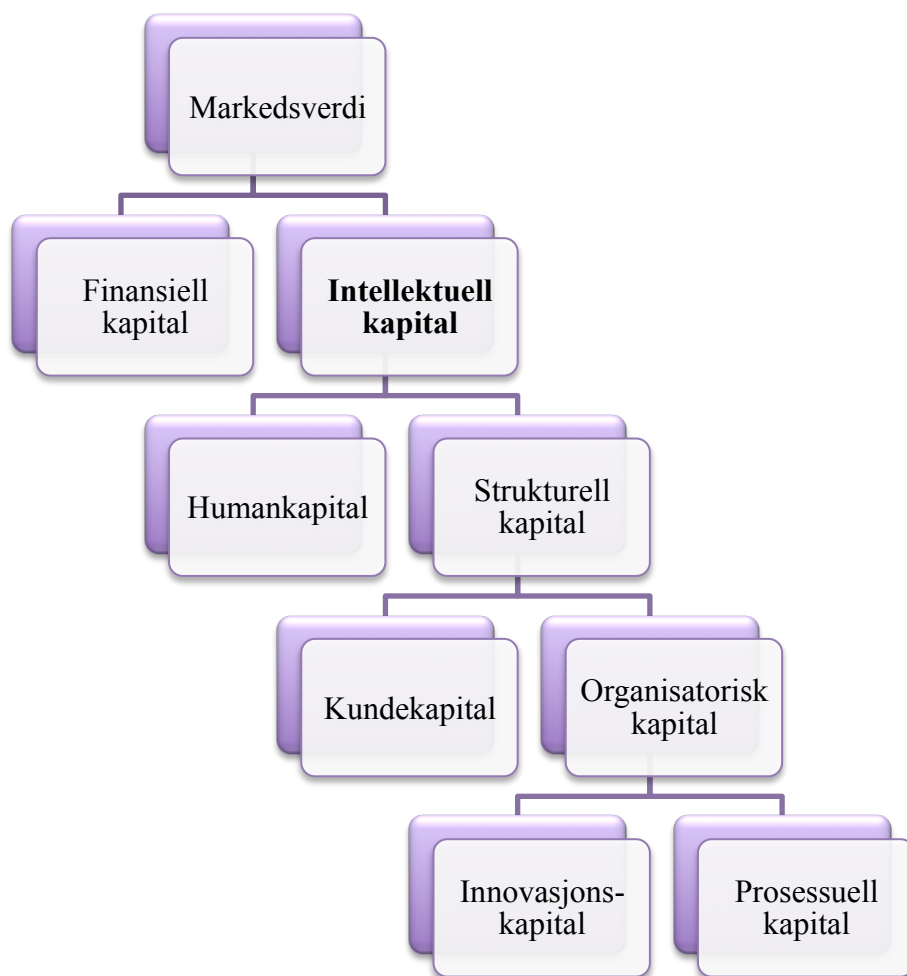 Markedsverdi
Finansiell
kapital
Intellektuell
kapital
Humankapital
Strukturell
kapital
Kundekapital
Organisatorisk
kapital
Innovasjons-
kapital
Prosessuell
kapital